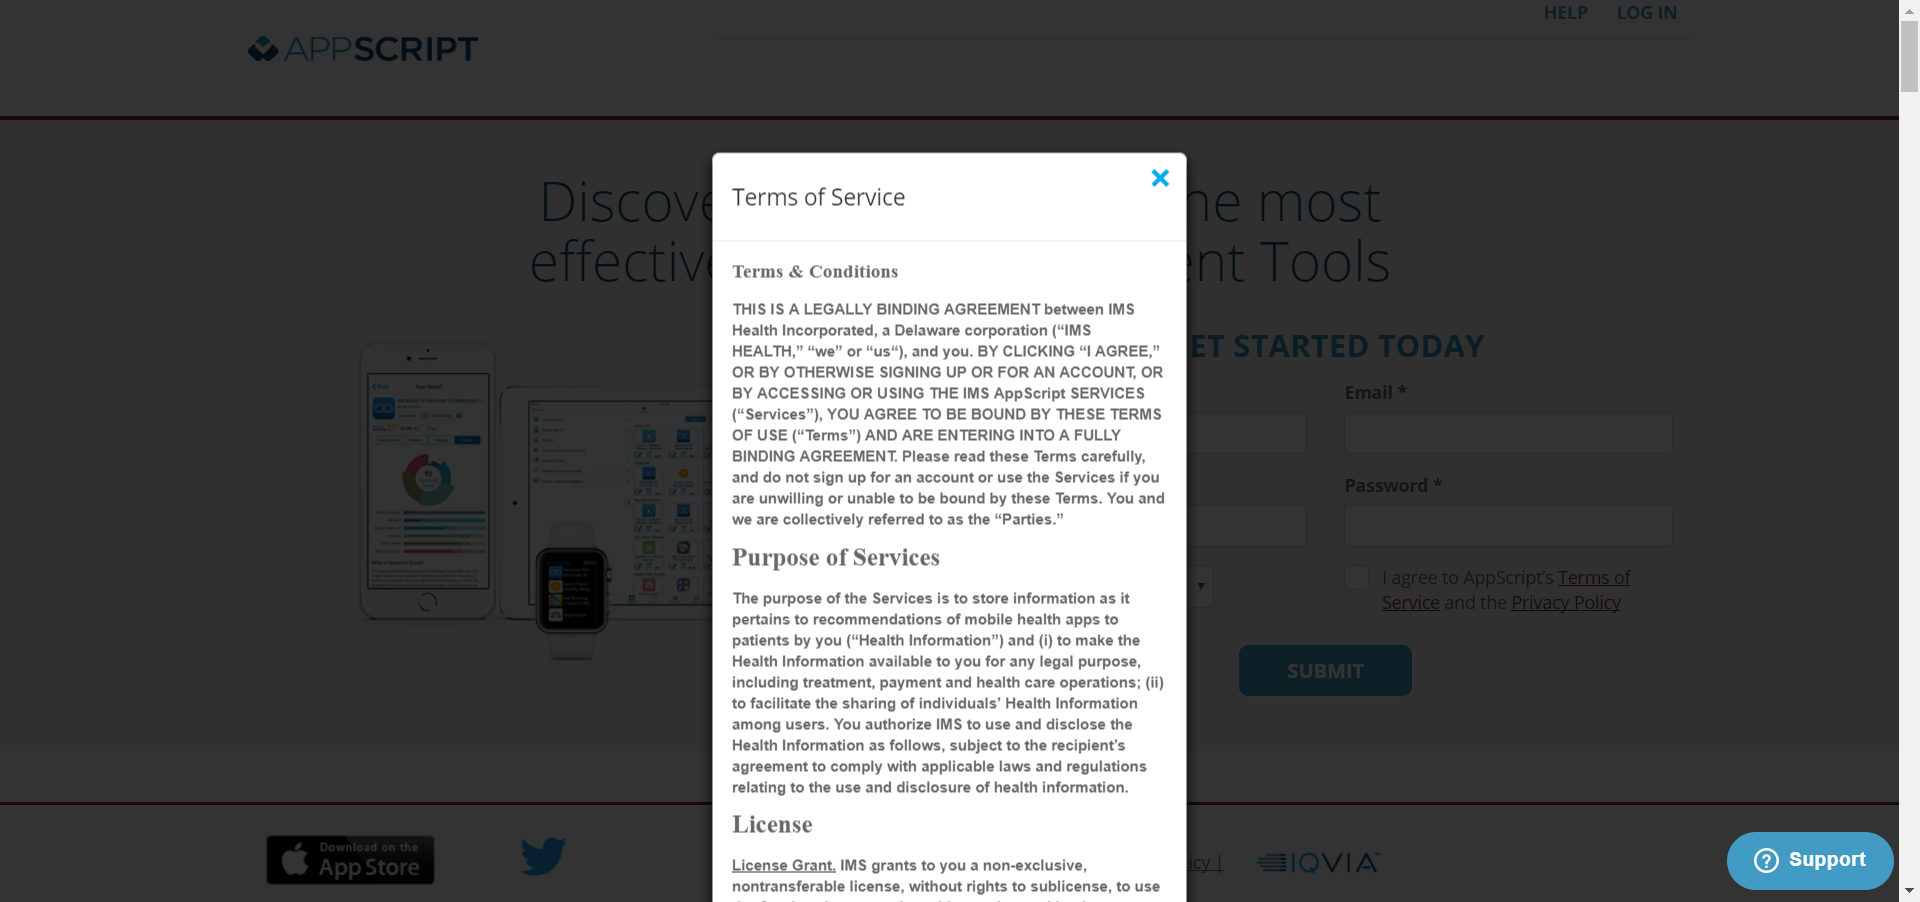 HELP LOG IN
APPSCRIPT
Discove
he most
effective
ent Tools
Terms of Service
Terms & Conditions
THIS IS A LEGALLY BINDING AGREEMENT between IMS
Health Incorporated, a Delaware corporation (“IMS
HEALTH,” “we” or “us“), and you. BY CLICKING “I AGREE,”
OR BY OTHERWISE SIGNING UP OR FOR AN ACCOUNT, OR
BY ACCESSING OR USING THE IMS AppScript SERVICES
(“Services”), YOU AGREE TO BE BOUND BY THESE TERMS
OF USE (“Terms”) AND ARE ENTERING INTO A FULLY
BINDING AGREEMENT. Please read these Terms carefully,
and do not sign up for an account or use the Services if you
are unwilling or unable to be bound by these Terms. You and
we are collectively referred to as the “Parties.”
Purpose of Services
The purpose of the Services is to store information as it
pertains to recommendations of mobile health apps to
patients by you (“Health Information”) and (i) to make the
Health Information available to you for any legal purpose,
including treatment, payment and health care operations; (ii)
to facilitate the sharing of individuals’ Health Information
among users. You authorize IMS to use and disclose the
Health Information as follows, subject to the recipient’s
agreement to comply with applicable laws and regulations
relating to the use and disclosure of health information.
License
License Grant. IMS grants to you a non-exclusive,
nontransferable license, without rights to sublicense, to use
ET STARTED TODAY
Email *
Password *
I agree to AppScript’s Terms of
Service and the Privacy Policy
SUBMIT
Download on the
App Store
icy |
IQVIA
Support